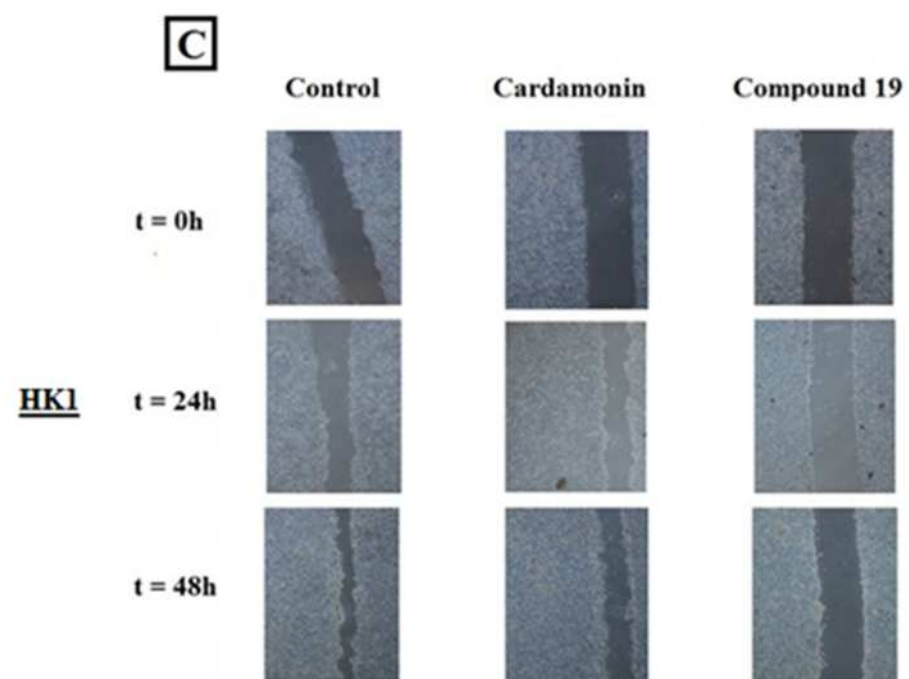 C
Control Cardamonin Compound 19
t = 0h
HK1 t = 24h
t = 48h